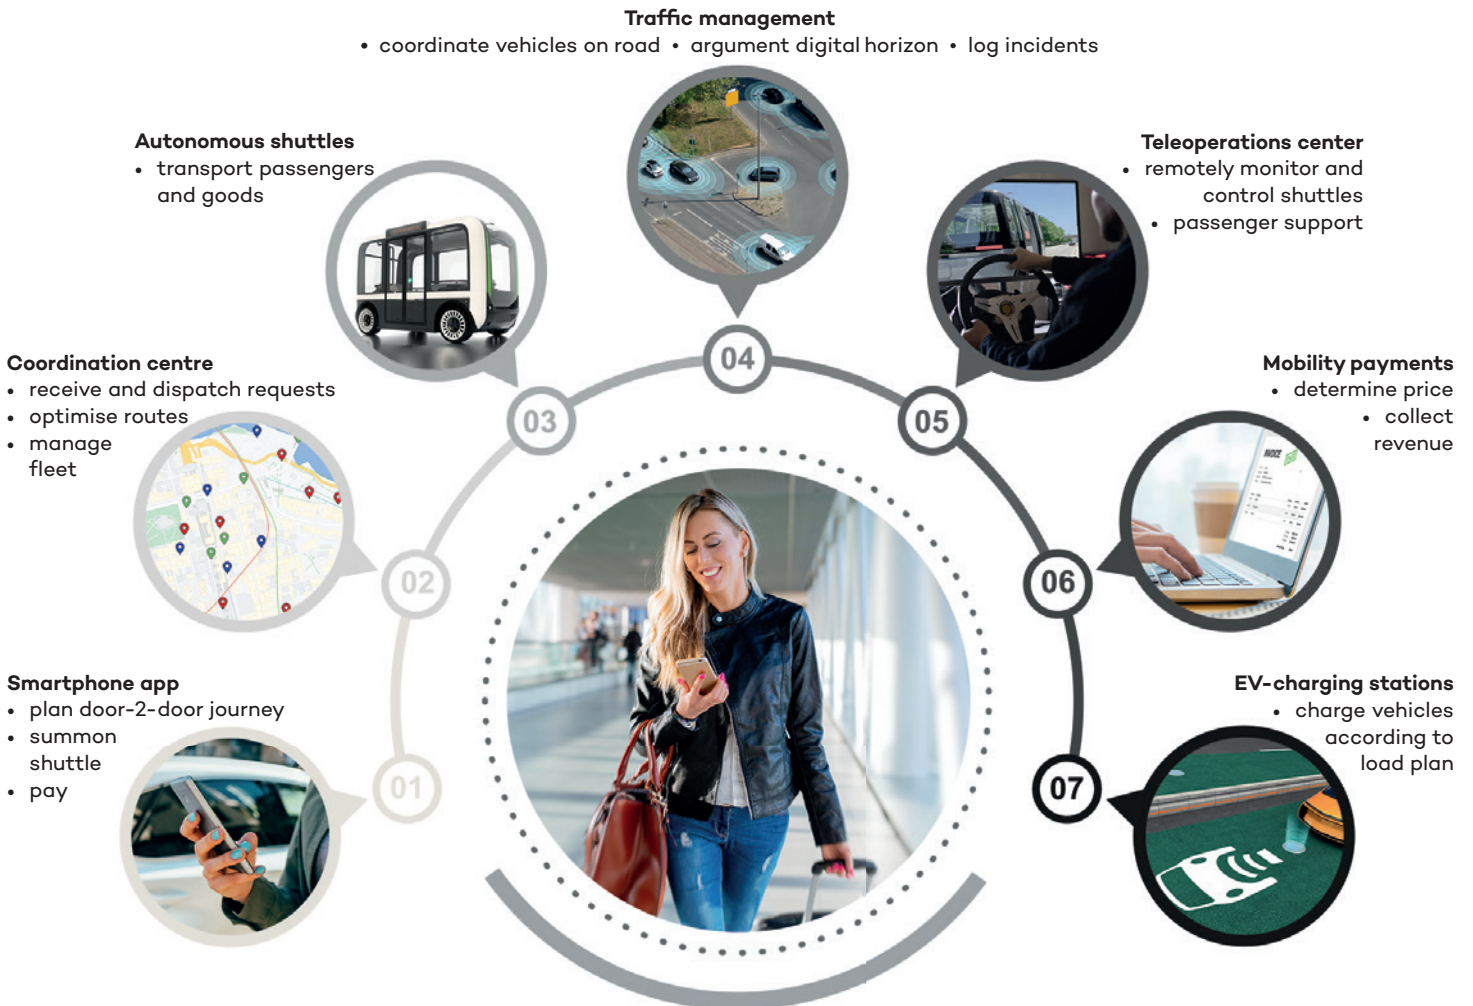 Traffic management
• coordinate vehicles on road • argument digital horizon • log incidents
Autonomous shuttles
• transport passengers
and goods
Teleoperations center
• remotely monitor and
control shuttles
• passenger support
Coordination centre
• receive and dispatch requests
• optimise routes
• manage
fleet
Mobility payments
• determine price
• collect
revenue
Smartphone app
• plan door-2-door journey
• summon
shuttle
• pay
EV-charging stations
• charge vehicles
according to
load plan
01
02
03
04
05
06
07
INVOICE